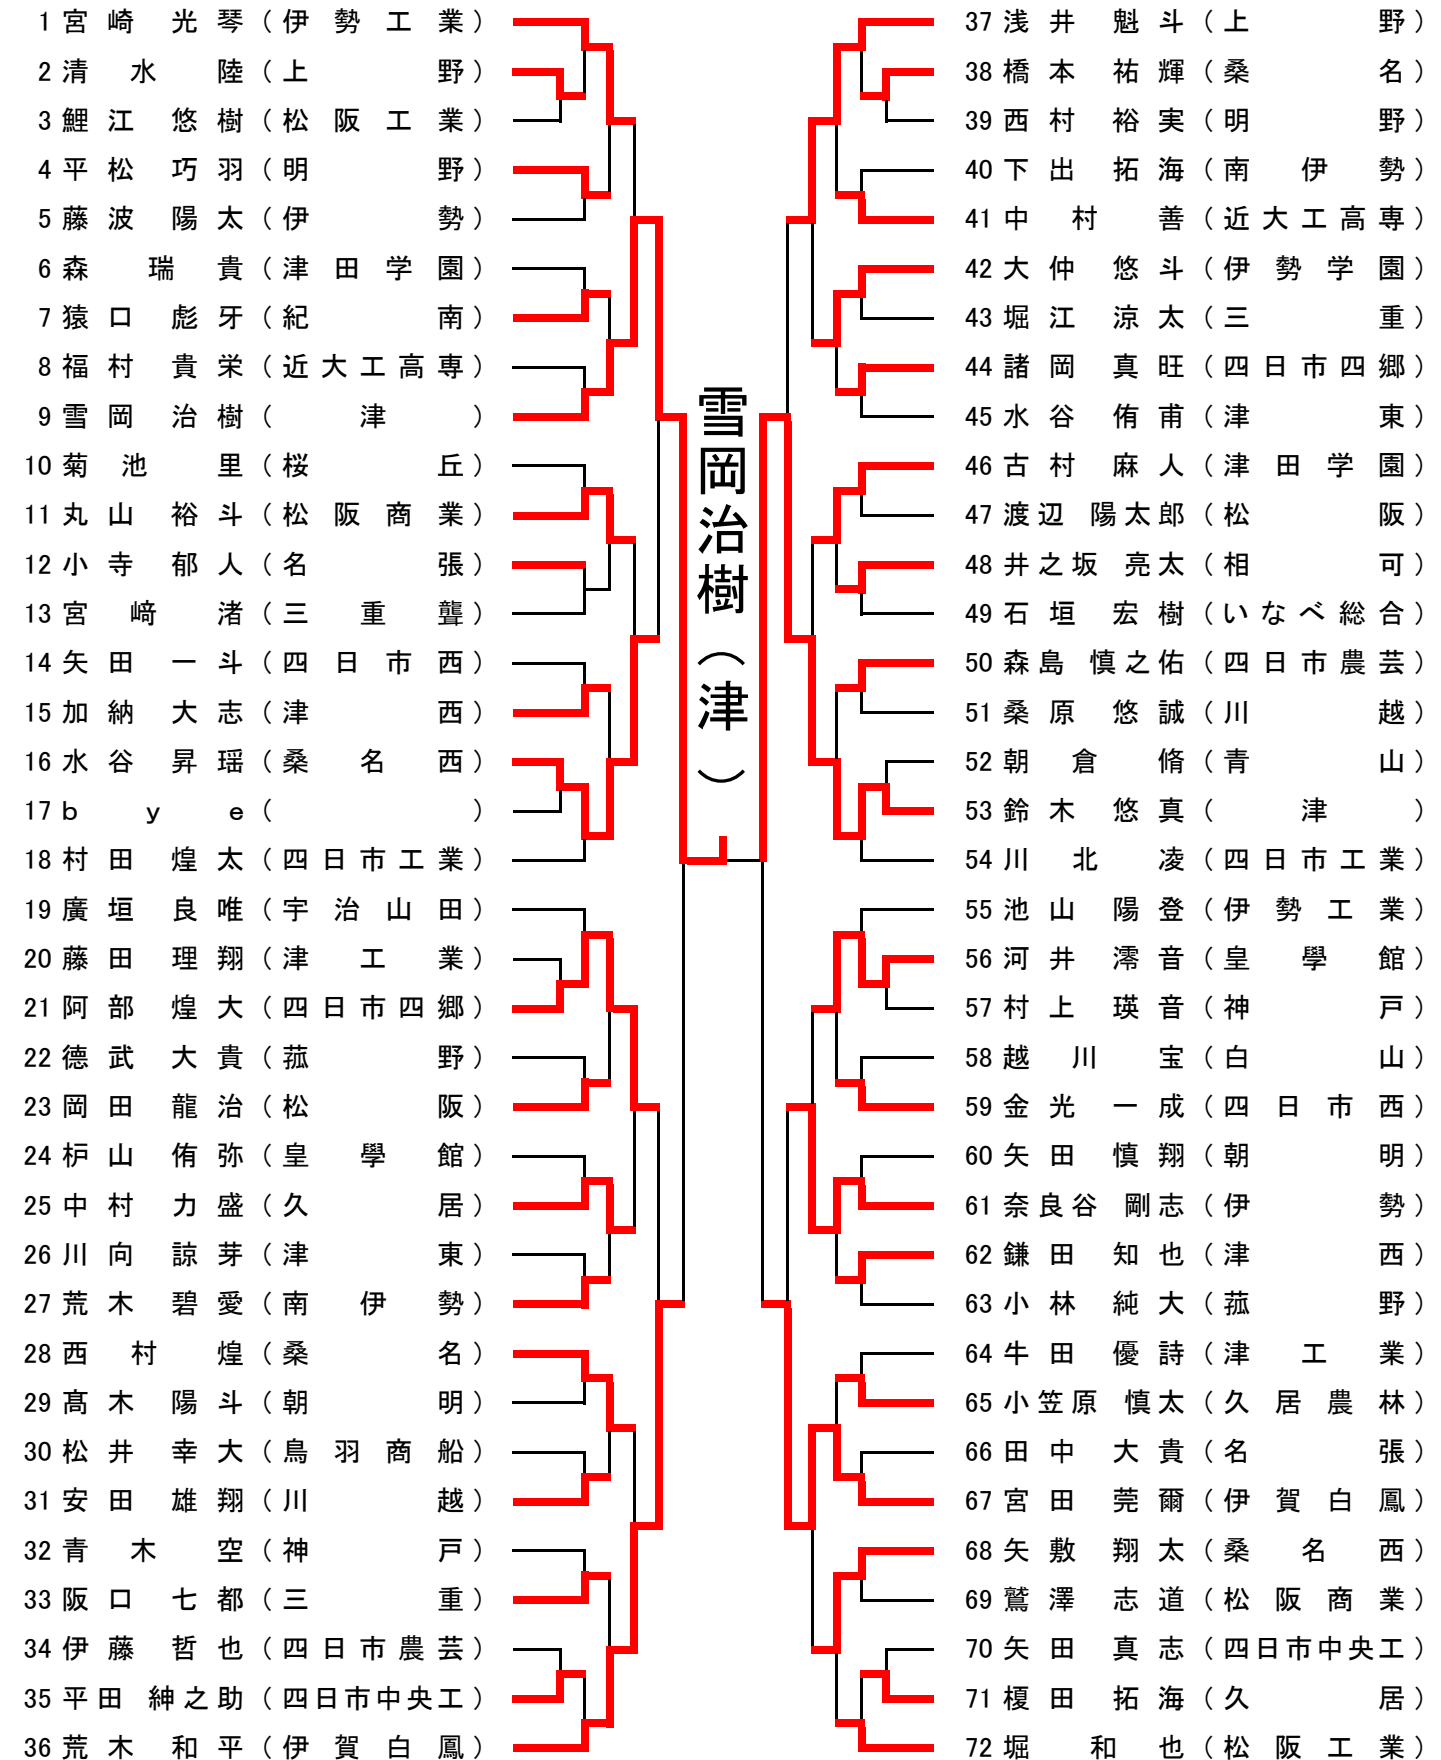 1 宮崎 光琴 (伊勢工業)
2 清水 陸 (上野)
3 鯉江 悠樹 (松阪工業)
4 平松 巧羽 (明野)
5 藤波 陽太 (伊勢)
6 森 瑞貴 (津田学園)
7 猿口 彪牙 (紀南)
8 福村 貴栄 (近大工高専)
9 雪岡 治樹 (津)
10 菊池 里 (桜丘)
11 丸山 裕斗 (松阪商業)
12 小寺 郁人 (名張)
13 宮﨑 渚 (三重聾)
14 矢田 一斗 (四日市西)
15 加納 大志 (津西)
16 水谷 昇瑶 (桑名西)
17 bye ( )
18 村田 煌太 (四日市工業)
19 廣垣 良唯 (宇治山田)
20 藤田 理翔 (津工業)
21 阿部 煌大 (四日市四郷)
22 德武 大貴 (菰野)
23 岡田 龍治 (松阪)
24 枦山 侑弥 (皇學館)
25 中村 力盛 (久居)
26 川向 諒芽 (津東)
27 荒木 碧愛 (南伊勢)
28 西村 煌 (桑名)
29 髙木 陽斗 (朝明)
30 松井 幸大 (鳥羽商船)
31 安田 雄翔 (川越)
32 青木 空 (神戸)
33 阪口 七都 (三重)
34 伊藤 哲也 (四日市農芸)
35 平田 紳之助 (四日市中央工)
36 荒木 和平 (伊賀白鳳)
雪岡治樹(津)
37 浅井 魁斗 (上野)
38 橋本 祐輝 (桑名)
39 西村 裕実 (明野)
40 下出 拓海 (南伊勢)
41 中村 善 (近大工高専)
42 大仲 悠斗 (伊勢学園)
43 堀江 涼太 (三重)
44 諸岡 真旺 (四日市四郷)
45 水谷 侑甫 (津東)
46 古村 麻人 (津田学園)
47 渡辺 陽太郎 (松阪)
48 井之坂 亮太 (相可)
49 石垣 宏樹 (いなべ総合)
50 森島 慎之佑 (四日市農芸)
51 桑原 悠誠 (川越)
52 朝倉 脩 (青山)
53 鈴木 悠真 (津)
54 川北 凌 (四日市工業)
55 池山 陽登 (伊勢工業)
56 河井 澪音 (皇學館)
57 村上 瑛音 (神戸)
58 越川 宝 (白山)
59 金光 一成 (四日市西)
60 矢田 慎翔 (朝明)
61 奈良谷 剛志 (伊勢)
62 鎌田 知也 (津西)
63 小林 純大 (菰野)
64 牛田 優詩 (津工業)
65 小笠原 慎太 (久居農林)
66 田中 大貴 (名張)
67 宮田 莞爾 (伊賀白鳳)
68 矢敷 翔太 (桑名西)
69 鷲澤 志道 (松阪商業)
70 矢田 真志 (四日市中央工)
71 榎田 拓海 (久居)
72 堀 和也 (松阪工業)